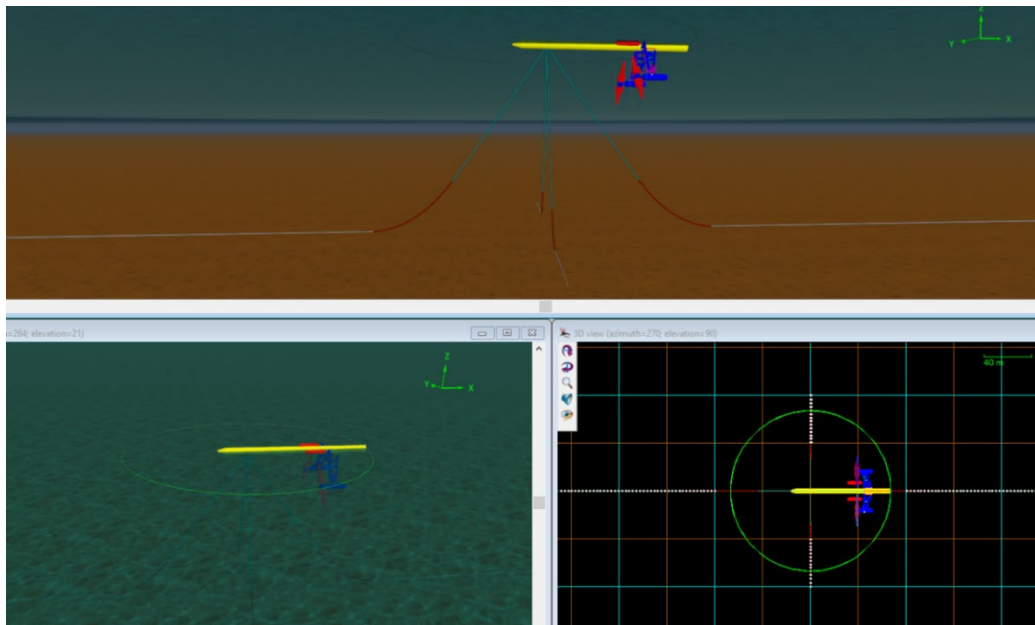 Z
Y
X
=284; elevation=21)
3D view (azimuth=270; elevation=90)
Z
Y
X
40 m